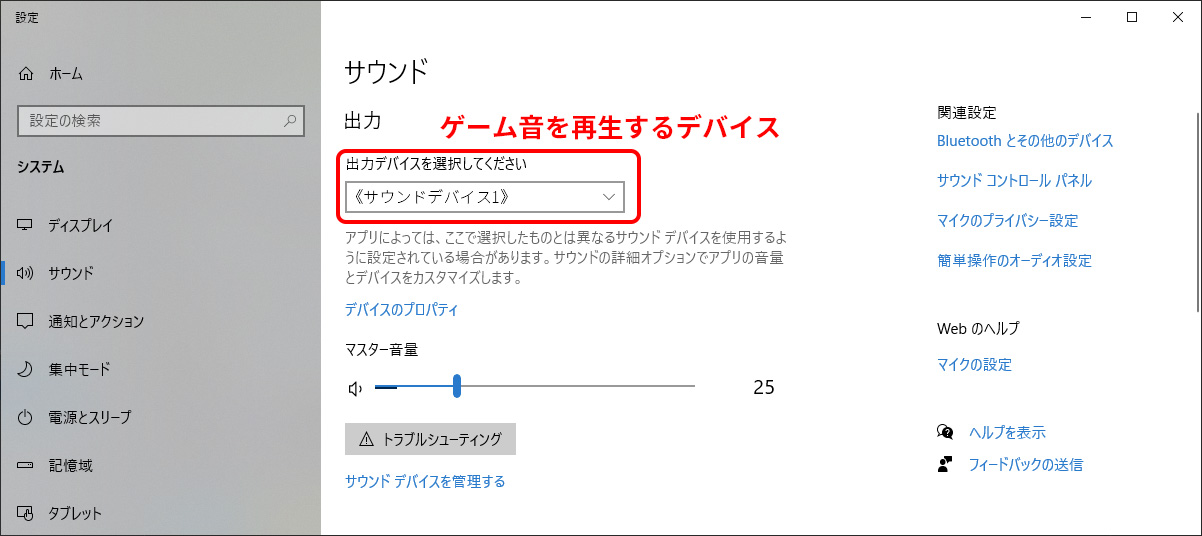 設定
ホーム
設定の検索
システム
ディスプレイ
サウンド
通知とアクション
集中モード
電源とスリープ
記憶域
タブレット
サウンド
出力
ゲーム音を再生するデバイス
出力デバイスを選択してください
《サウンドデバイス1》
アプリによっては、ここで選択したものとは異なるサウンド デバイスを使用するよ
うに設定されている場合があります。サウンドの詳細オプションでアプリの音量
とデバイスをカスタマイズします。
デバイスのプロパティ
マスター音量
25
トラブルシューティング
サウンド デバイスを管理する
関連設定
Bluetooth とその他のデバイス
サウンド コントロール パネル
マイクのプライバシー設定
簡単操作のオーディオ設定
Web のヘルプ
マイクの設定
ヘルプを表示
フィードバックの送信